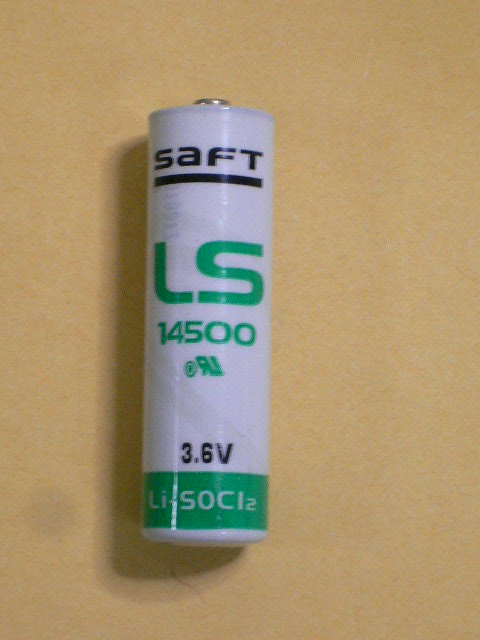 saFT
LS
14500
3.6V
Li-SOCl₂